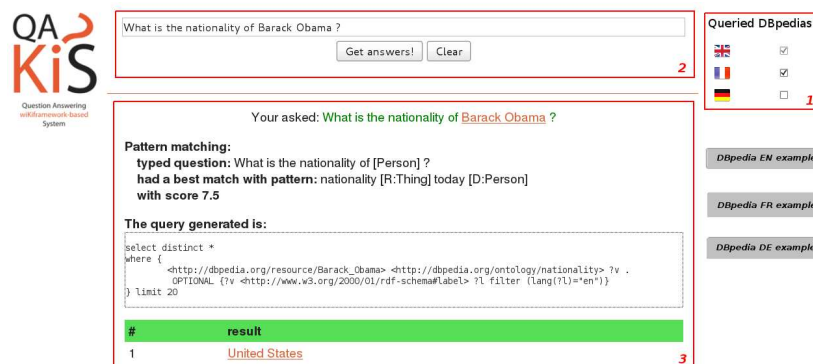 QA
KiS
Question Answering
wikiframework-based
System
What is the nationality of Barack Obama ?
Get answers! Clear
2
Queried DBpedias
1
Your asked: What is the nationality of Barack Obama ?
Pattern matching:
typed question: What is the nationality of [Person] ?
had a best match with pattern: nationality [R:Thing] today [D:Person]
with score 7.5
The query generated is:
select distinct *
where {
<http://dbpedia.org/resource/Barack_Obama> <http://dbpedia.org/ontology/nationality> ?v .
OPTIONAL {?v <http://www.w3.org/2000/01/rdf-schema#label> ?l filter (lang(?l)="en")}
} limit 20
# result
1 United States
3
DBpedia EN example
DBpedia FR example
DBpedia DE example